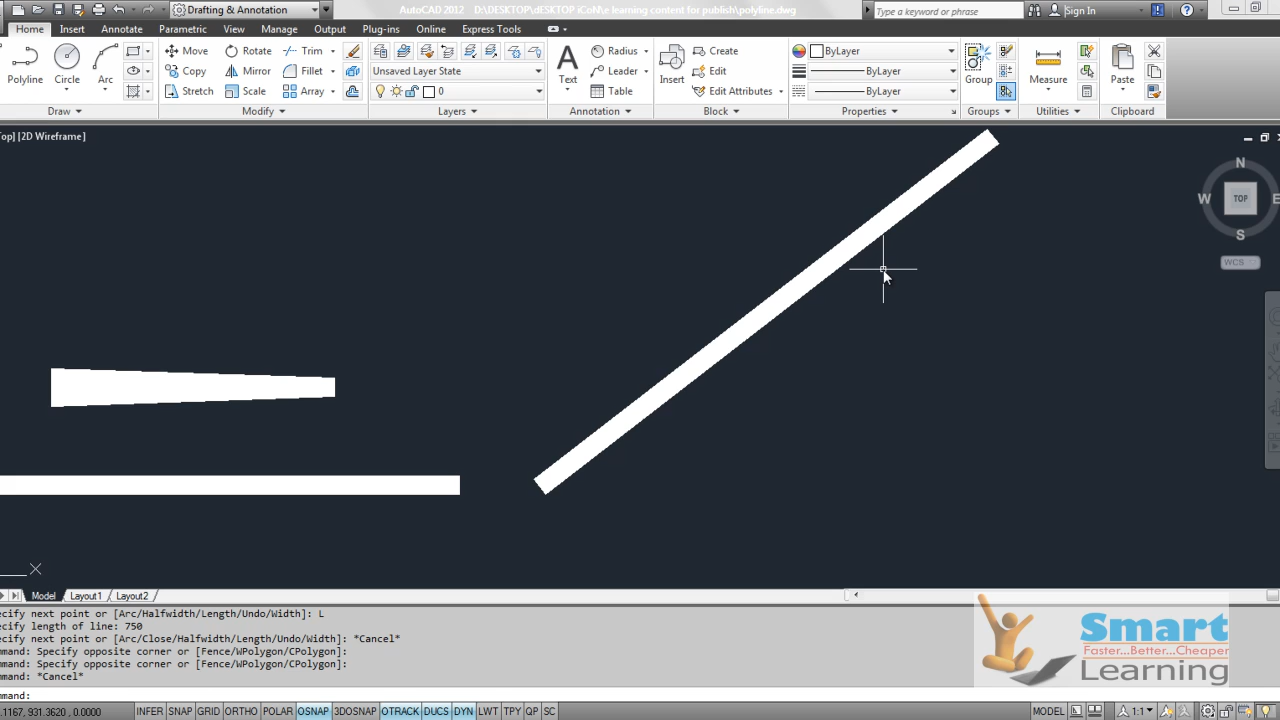 Drafting & Annotation
AutoCAD 2012 D:\DESKTOP\dESKTOP iCoN\e learning content for publish\polyline.dwg
Type a keyword or phrase
Sign In
Home Insert Annotate Parametric View Manage Output Plug-ins Online Express Tools
Polyline Circle Arc
Move Rotate Trim
Copy Mirror Fillet
Stretch Scale Array
Unsaved Layer State
0
Text
Radius
Leader
Table
Insert
Create
Edit
Edit Attributes
ByLayer
ByLayer
ByLayer
Group
Measure
Paste
Draw Modify Layers Annotation Block Properties Groups Utilities Clipboard
op] [2D Wireframe]
N
W TOP E
S
WCS
Model Layout1 Layout2
ecify next point or [Arc/Halfwidth/Length/Undo/Width]: L
ecify length of line: 750
ecify next point or [Arc/Close/Halfwidth/Length/Undo/Width]: *Cancel*
mmand: Specify opposite corner or [Fence/WPolygon/CPolygon]:
mmand: Specify opposite corner or [Fence/WPolygon/CPolygon]:
mmand: *Cancel*
mmand:
Smart
Faster...Better...Cheaper
Learning
.1167, 931.3620 , 0.0000 INFER SNAP GRID ORTHO POLAR OSNAP 3DOSNAP OTRACK DUCS DYN LWT TPY QP SC MODEL 1:1